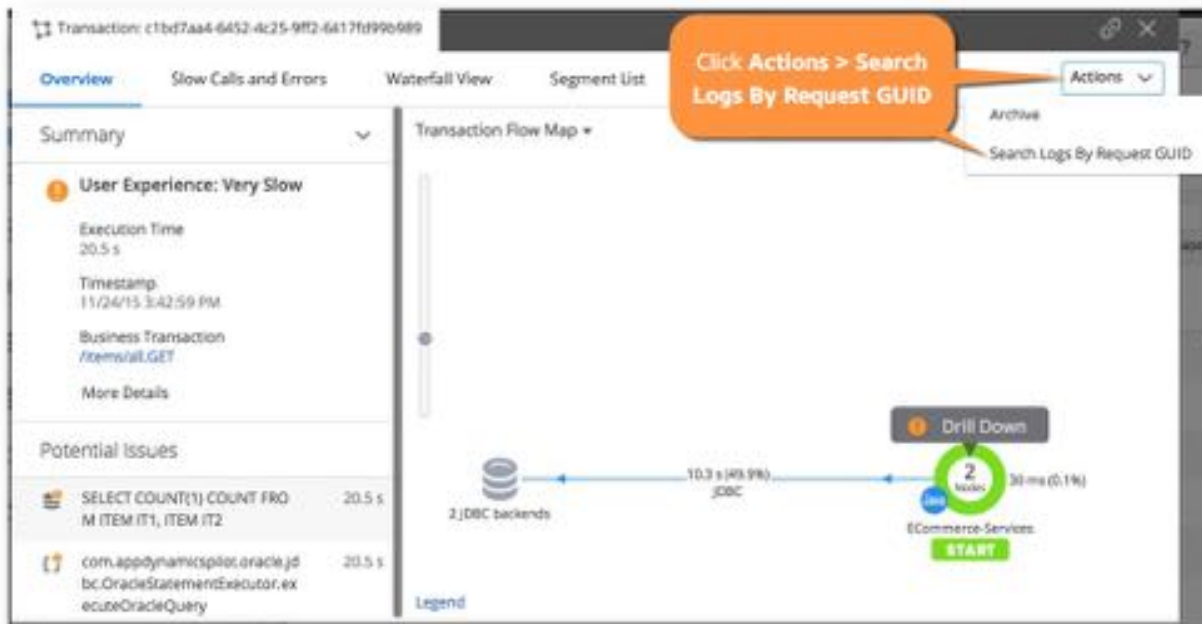 Transaction: c1bd7aa4-6452-4c25-9ff2-6417fd99b989
Overview
Slow Calls and Errors
Waterfall View
Segment List
Click Actions > Search
Logs By Request GUID
Actions
Archive
Search Logs By Request GUID
Summary
User Experience: Very Slow
Execution Time
20.5 s
Timestamp
11/24/15 3:42:59 PM
Business Transaction
/items/all.GET
More Details
Potential Issues
SELECT COUNT(1) COUNT FRO
M ITEM IT1, ITEM IT2
20.5 s
com.appdynamicspilot.oracle.jd
bc.OracleStatementExecutor.ex
ecuteOracleQuery
20.5 s
Transaction Flow Map
Drill Down
2
Nodes
30 ms (0.1%)
10.3 s (49.9%)
JDBC
Java
2 JDBC backends
ECommerce-Services
START
Legend